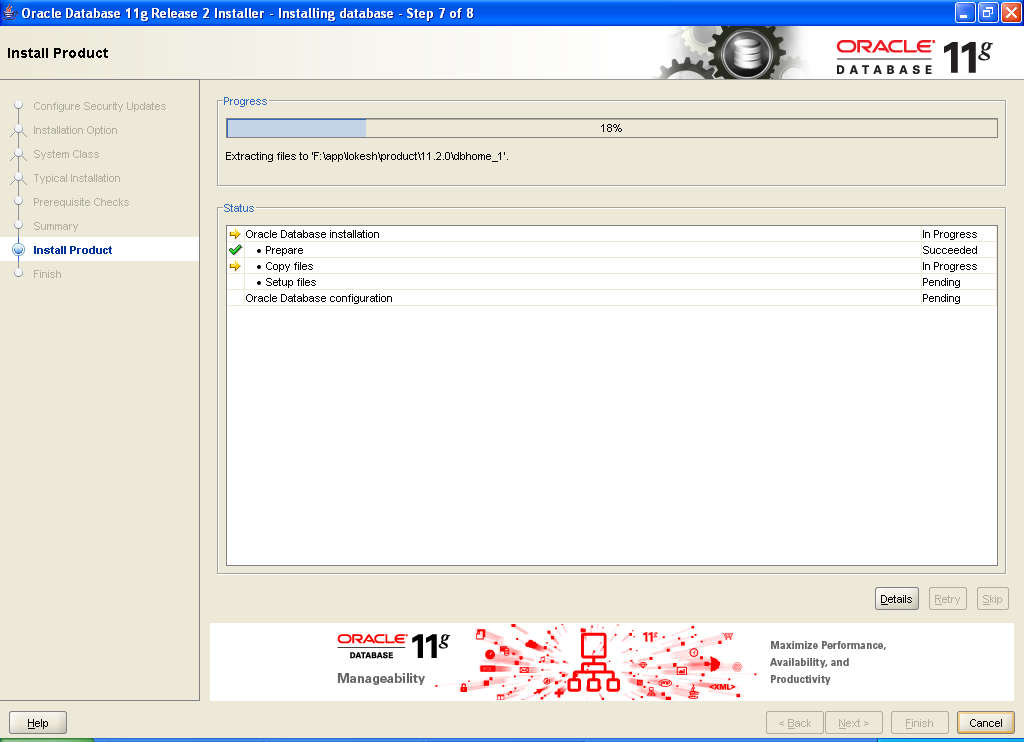 Oracle Database 11g Release 2 Installer - Installing database - Step 7 of 8
Install Product
ORACLE
DATABASE
11g
Configure Security Updates
Installation Option
System Class
Typical Installation
Prerequisite Checks
Summary
Install Product
Finish
Progress
18%
Extracting files to 'F:\app\lokesh\product\11.2.0\dbhome_1'.
Status
Oracle Database installation In Progress
• Prepare Succeeded
• Copy files In Progress
• Setup files Pending
Oracle Database configuration Pending
Details Retry Skip
ORACLE
DATABASE
11g
Manageability
11g
<XML>
Maximize Performance,
Availability, and
Productivity
Help < Back Next > Finish Cancel